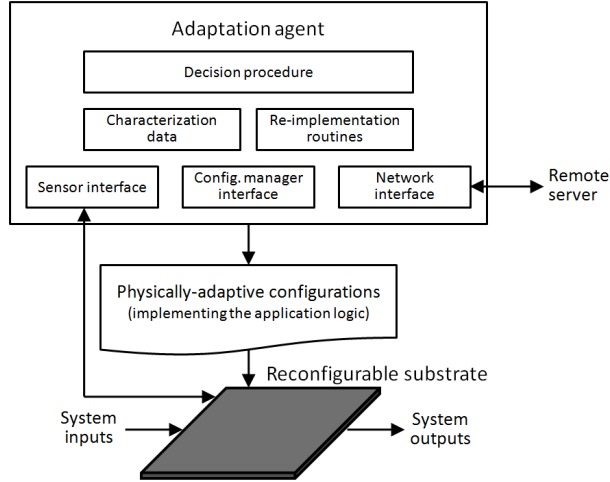 Adaptation agent
Decision procedure
Characterization
data
Re-implementation
routines
Sensor interface
Config. manager
interface
Network
interface
Remote
server
Physically-adaptive configurations
(implementing the application logic)
Reconfigurable substrate
System
inputs
System
outputs